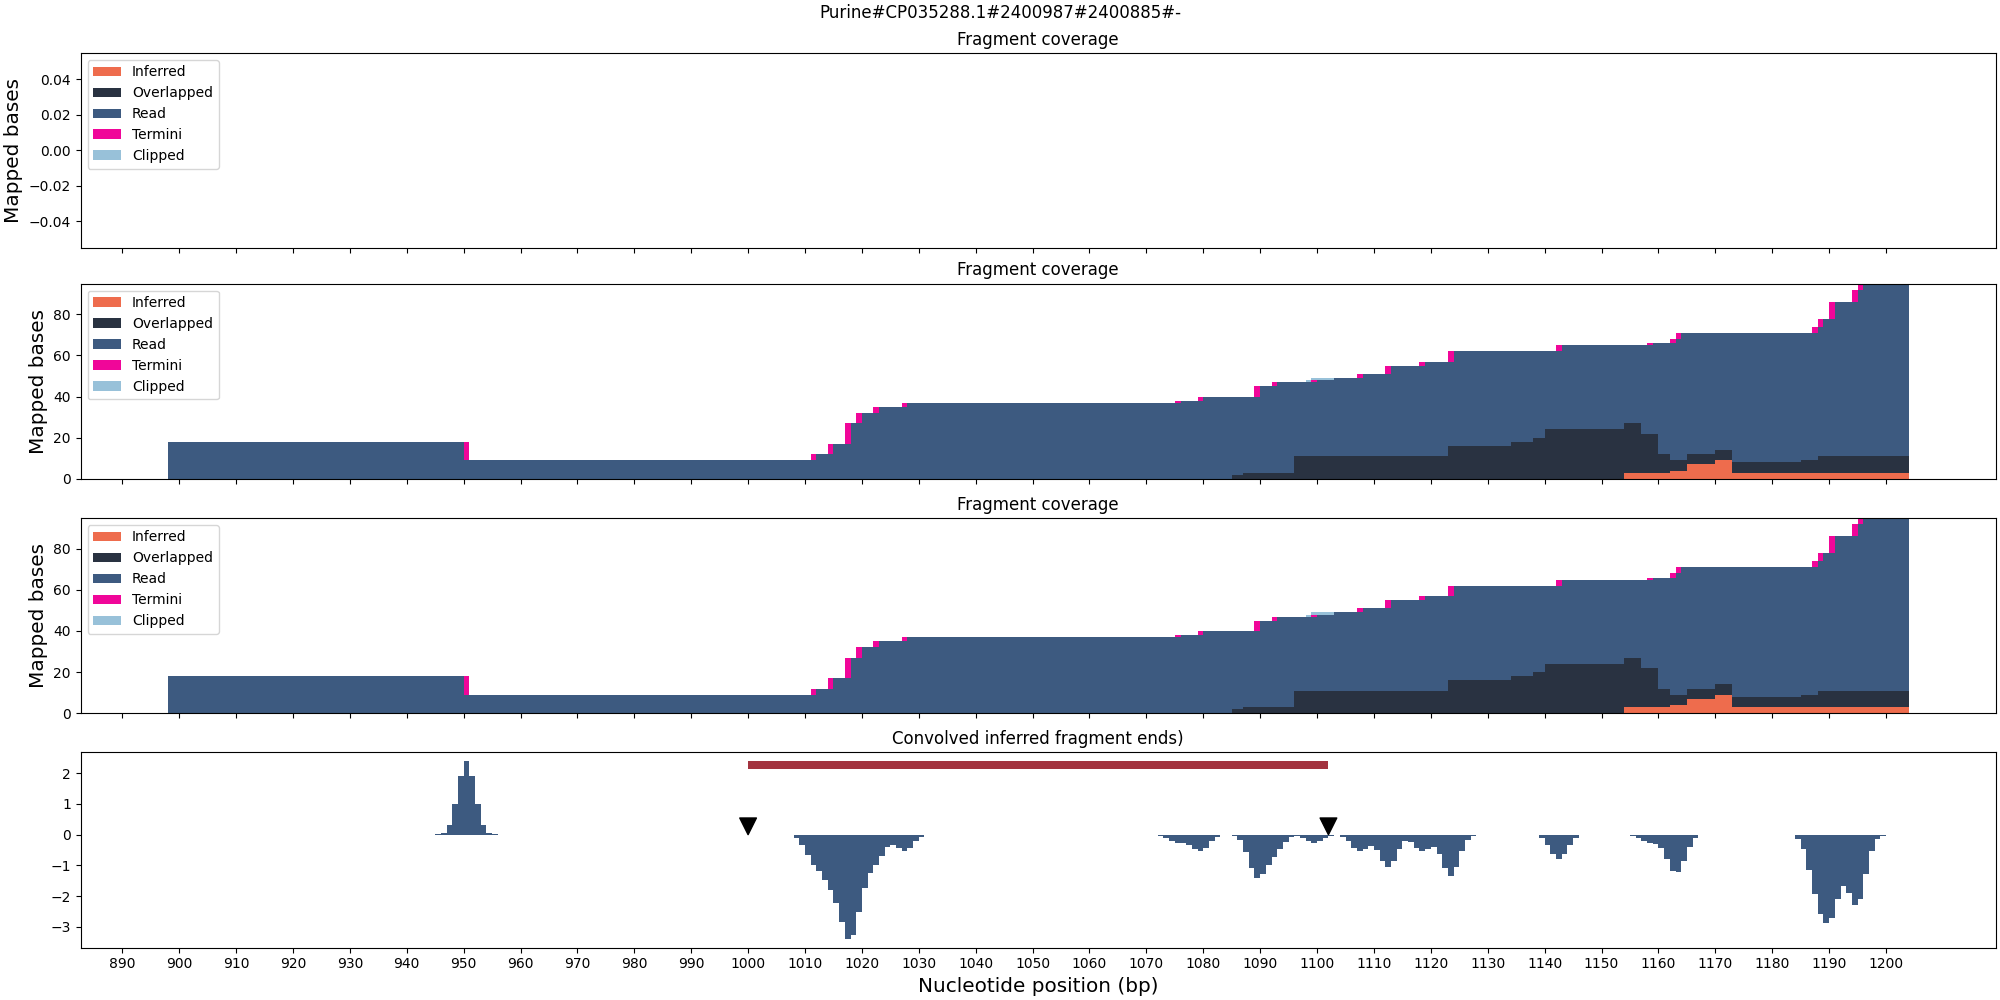 Purine#CP035288.1#2400987#2400885#-
Fragment coverage
Mapped bases
0.04
0.02
0.00
−0.02
−0.04
Inferred
Overlapped
Read
Termini
Clipped
Fragment coverage
Mapped bases
80
60
40
20
0
Inferred
Overlapped
Read
Termini
Clipped
Fragment coverage
Mapped bases
80
60
40
20
0
Inferred
Overlapped
Read
Termini
Clipped
Convolved inferred fragment ends)
2
1
0
−1
−2
−3
890 900 910 920 930 940 950 960 970 980 990 1000 1010 1020 1030 1040 1050 1060 1070 1080 1090 1100 1110 1120 1130 1140 1150 1160 1170 1180 1190 1200
Nucleotide position (bp)